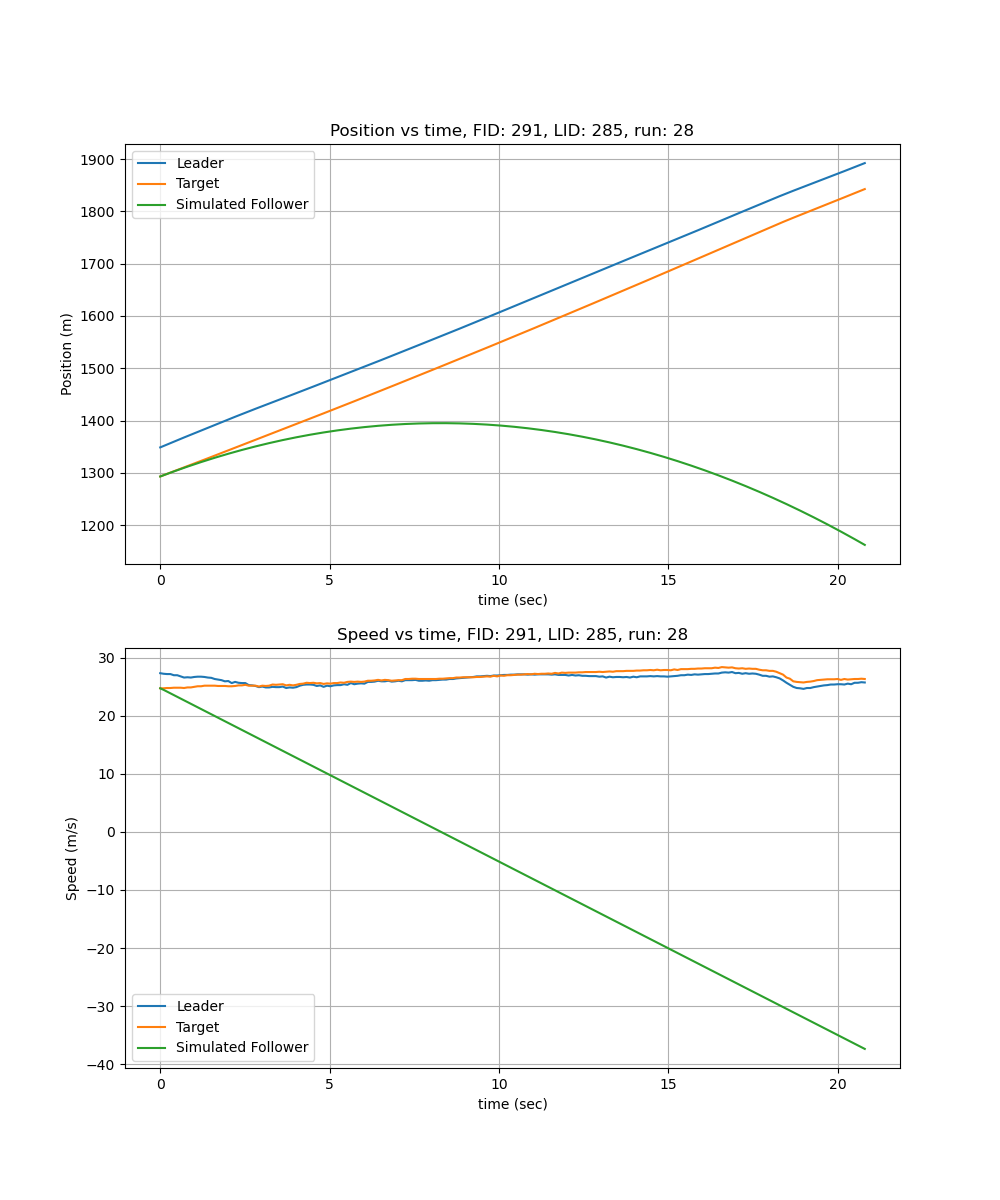 Position vs time, FID: 291, LID: 285, run: 28
Leader
Target
Simulated Follower
1900
1800
1700
1600
1500
1400
1300
1200
Position (m)
0 5 10 15 20
time (sec)
Speed vs time, FID: 291, LID: 285, run: 28
30
20
10
0
−10
−20
−30
−40
Speed (m/s)
Leader
Target
Simulated Follower
0 5 10 15 20
time (sec)